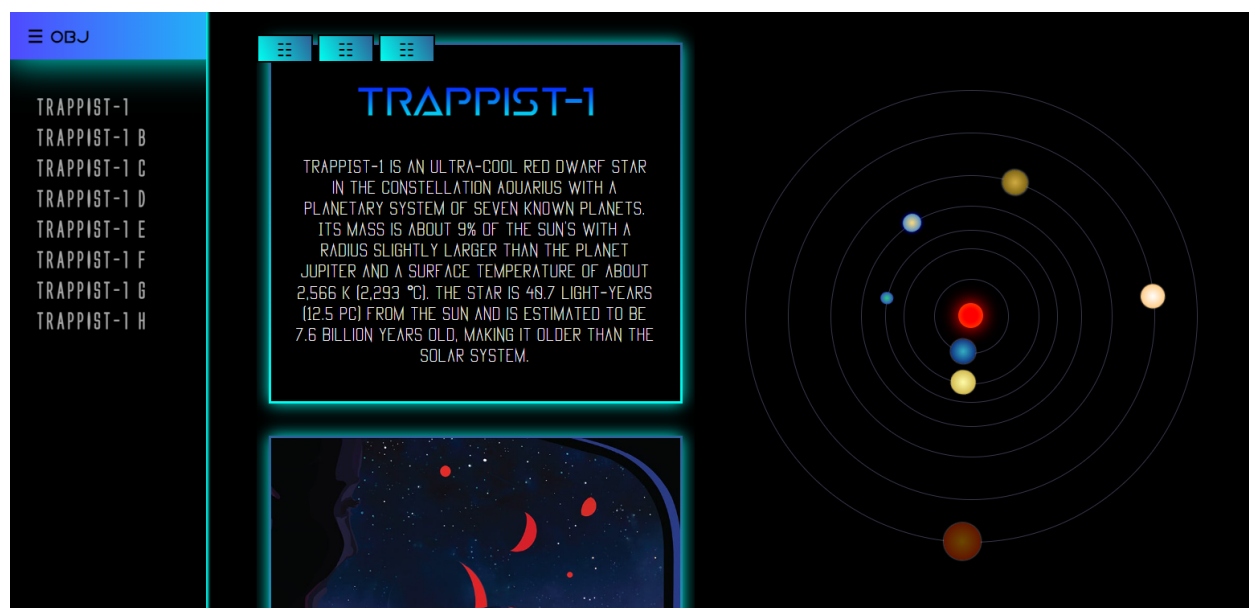 ☰ OBJ
TRAPPIST-1
TRAPPIST-1 B
TRAPPIST-1 C
TRAPPIST-1 D
TRAPPIST-1 E
TRAPPIST-1 F
TRAPPIST-1 G
TRAPPIST-1 H
TRAPPIST-1
TRAPPIST-1 IS AN ULTRA-COOL RED DWARF STAR
IN THE CONSTELLATION AQUARIUS WITH A
PLANETARY SYSTEM OF SEVEN KNOWN PLANETS.
ITS MASS IS ABOUT 9% OF THE SUN'S WITH A
RADIUS SLIGHTLY LARGER THAN THE PLANET
JUPITER AND A SURFACE TEMPERATURE OF ABOUT
2,566 K (2,293 °C). THE STAR IS 40.7 LIGHT-YEARS
(12.5 PC) FROM THE SUN AND IS ESTIMATED TO BE
7.6 BILLION YEARS OLD, MAKING IT OLDER THAN THE
SOLAR SYSTEM.